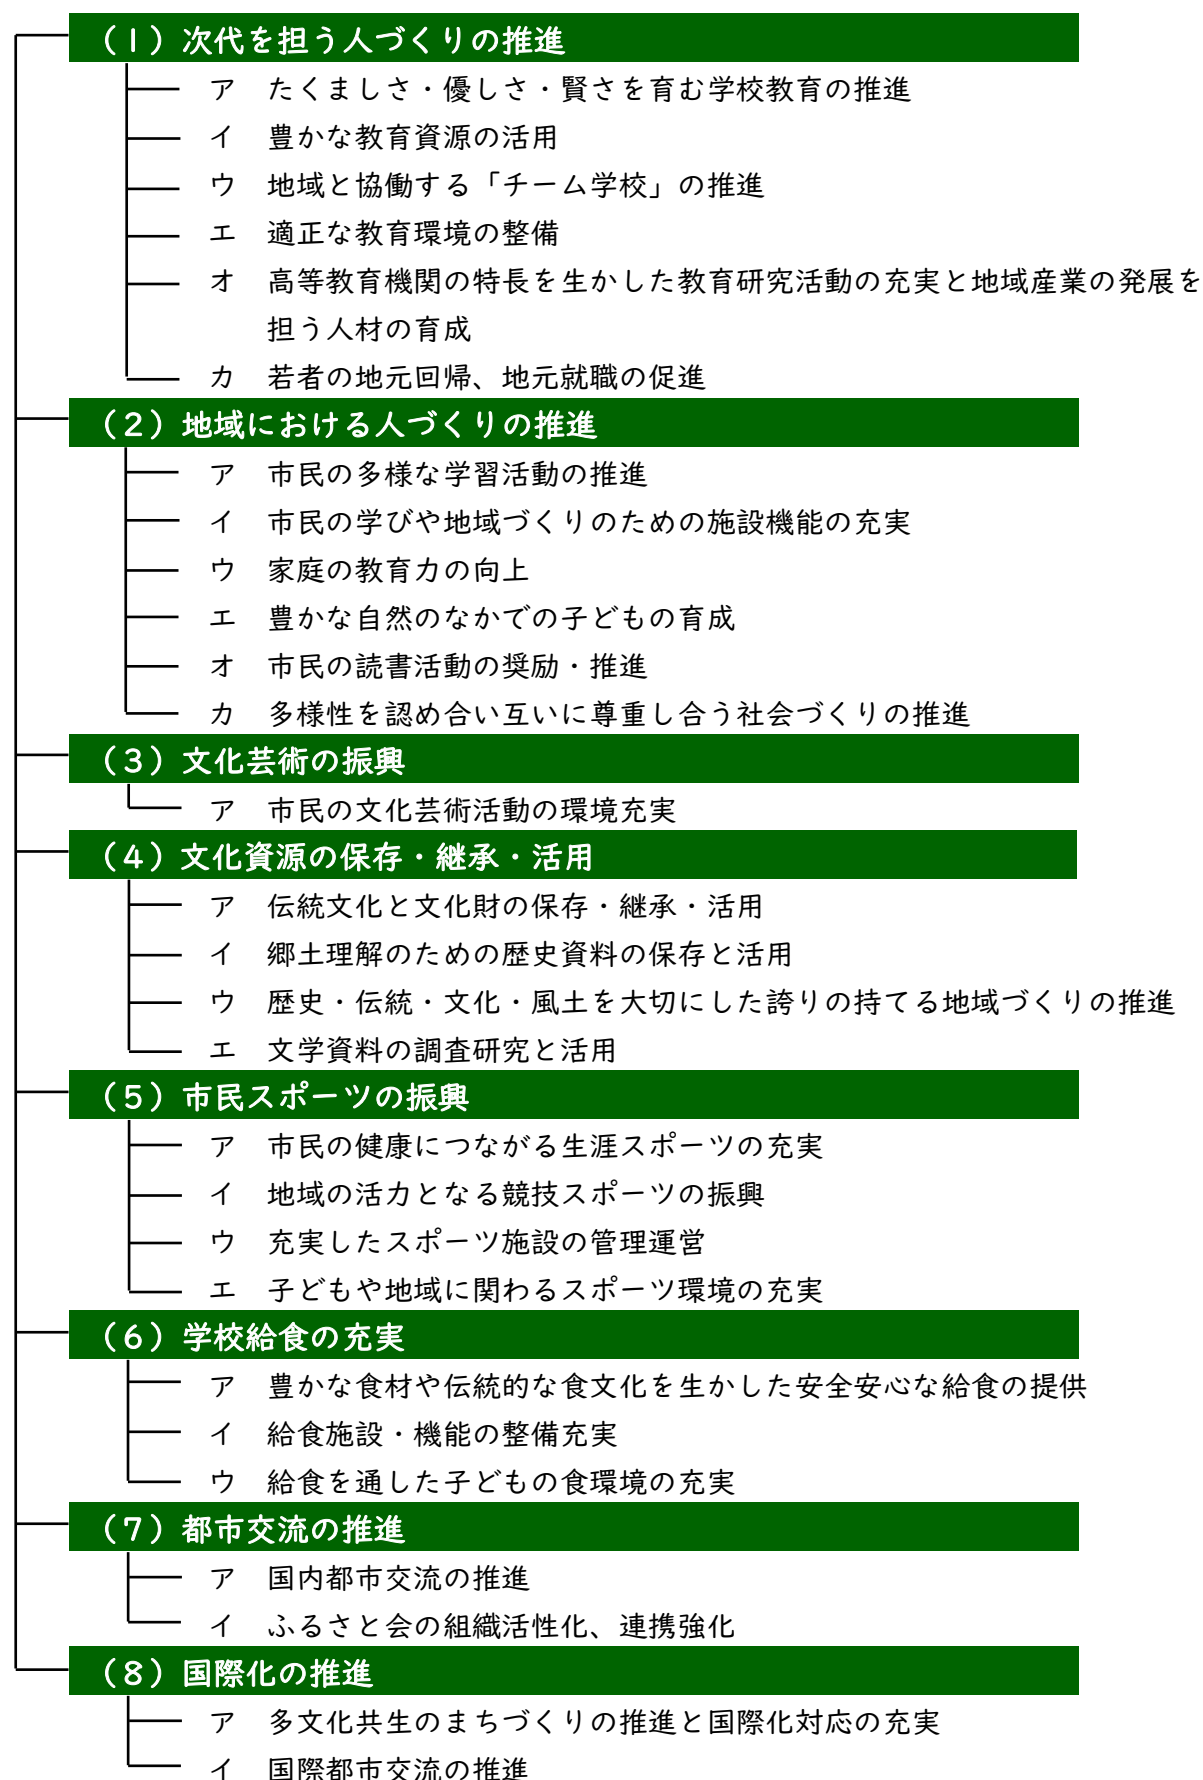 （１）次代を担う人づくりの推進
ア　たくましさ・優しさ・賢さを育む学校教育の推進
イ　豊かな教育資源の活用
ウ　地域と協働する「チーム学校」の推進
エ　適正な教育環境の整備
オ　高等教育機関の特長を生かした教育研究活動の充実と地域産業の発展を
担う人材の育成
カ　若者の地元回帰、地元就職の促進
（２）地域における人づくりの推進
ア　市民の多様な学習活動の推進
イ　市民の学びや地域づくりのための施設機能の充実
ウ　家庭の教育力の向上
エ　豊かな自然のなかでの子どもの育成
オ　市民の読書活動の奨励・推進
カ　多様性を認め合い互いに尊重し合う社会づくりの推進
（３）文化芸術の振興
ア　市民の文化芸術活動の環境充実
（４）文化資源の保存・継承・活用
ア　伝統文化と文化財の保存・継承・活用
イ　郷土理解のための歴史資料の保存と活用
ウ　歴史・伝統・文化・風土を大切にした誇りの持てる地域づくりの推進
エ　文学資料の調査研究と活用
（５）市民スポーツの振興
ア　市民の健康につながる生涯スポーツの充実
イ　地域の活力となる競技スポーツの振興
ウ　充実したスポーツ施設の管理運営
エ　子どもや地域に関わるスポーツ環境の充実
（６）学校給食の充実
ア　豊かな食材や伝統的な食文化を生かした安全安心な給食の提供
イ　給食施設・機能の整備充実
ウ　給食を通した子どもの食環境の充実
（７）都市交流の推進
ア　国内都市交流の推進
イ　ふるさと会の組織活性化、連携強化
（８）国際化の推進
ア　多文化共生のまちづくりの推進と国際化対応の充実
イ　国際都市交流の推進